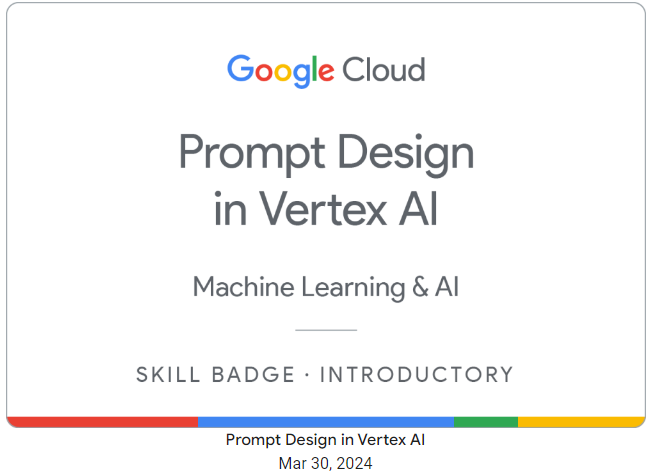 Google Cloud
Prompt Design
in Vertex AI
Machine Learning & AI
SKILL BADGE · INTRODUCTORY
Prompt Design in Vertex AI
Mar 30, 2024